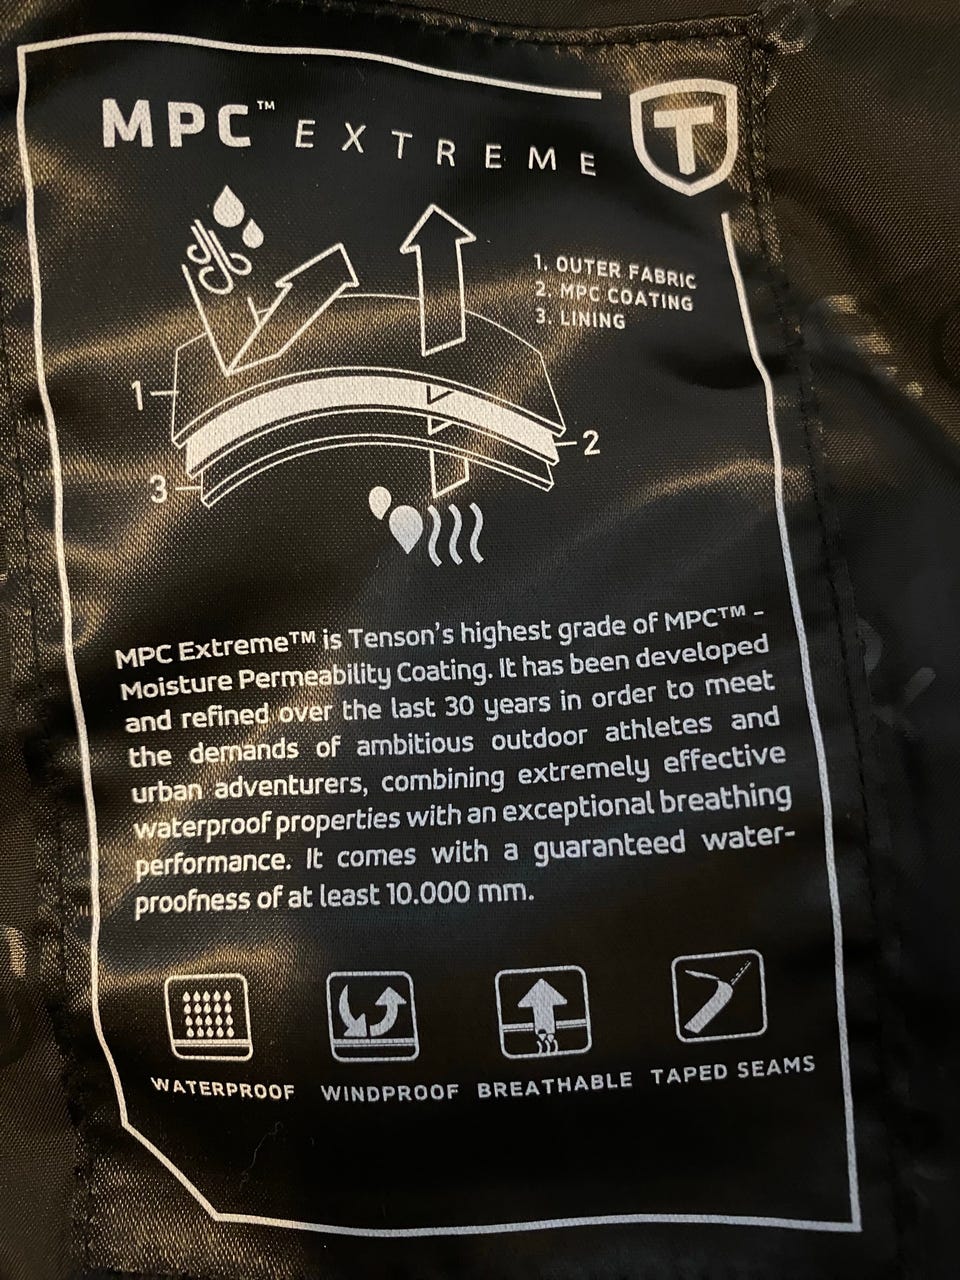 MPC™ EXTREME
T
1. OUTER FABRIC
2. MPC COATING
3. LINING
1
2
3
MPC Extreme™ is Tenson's highest grade of MPC™ -
Moisture Permeability Coating. It has been developed
and refined over the last 30 years in order to meet
the demands of ambitious outdoor athletes and
urban adventurers, combining extremely effective
waterproof properties with an exceptional breathing
performance. It comes with a guaranteed water-
proofness of at least 10.000 mm.
WATERPROOF WINDPROOF BREATHABLE TAPED SEAMS